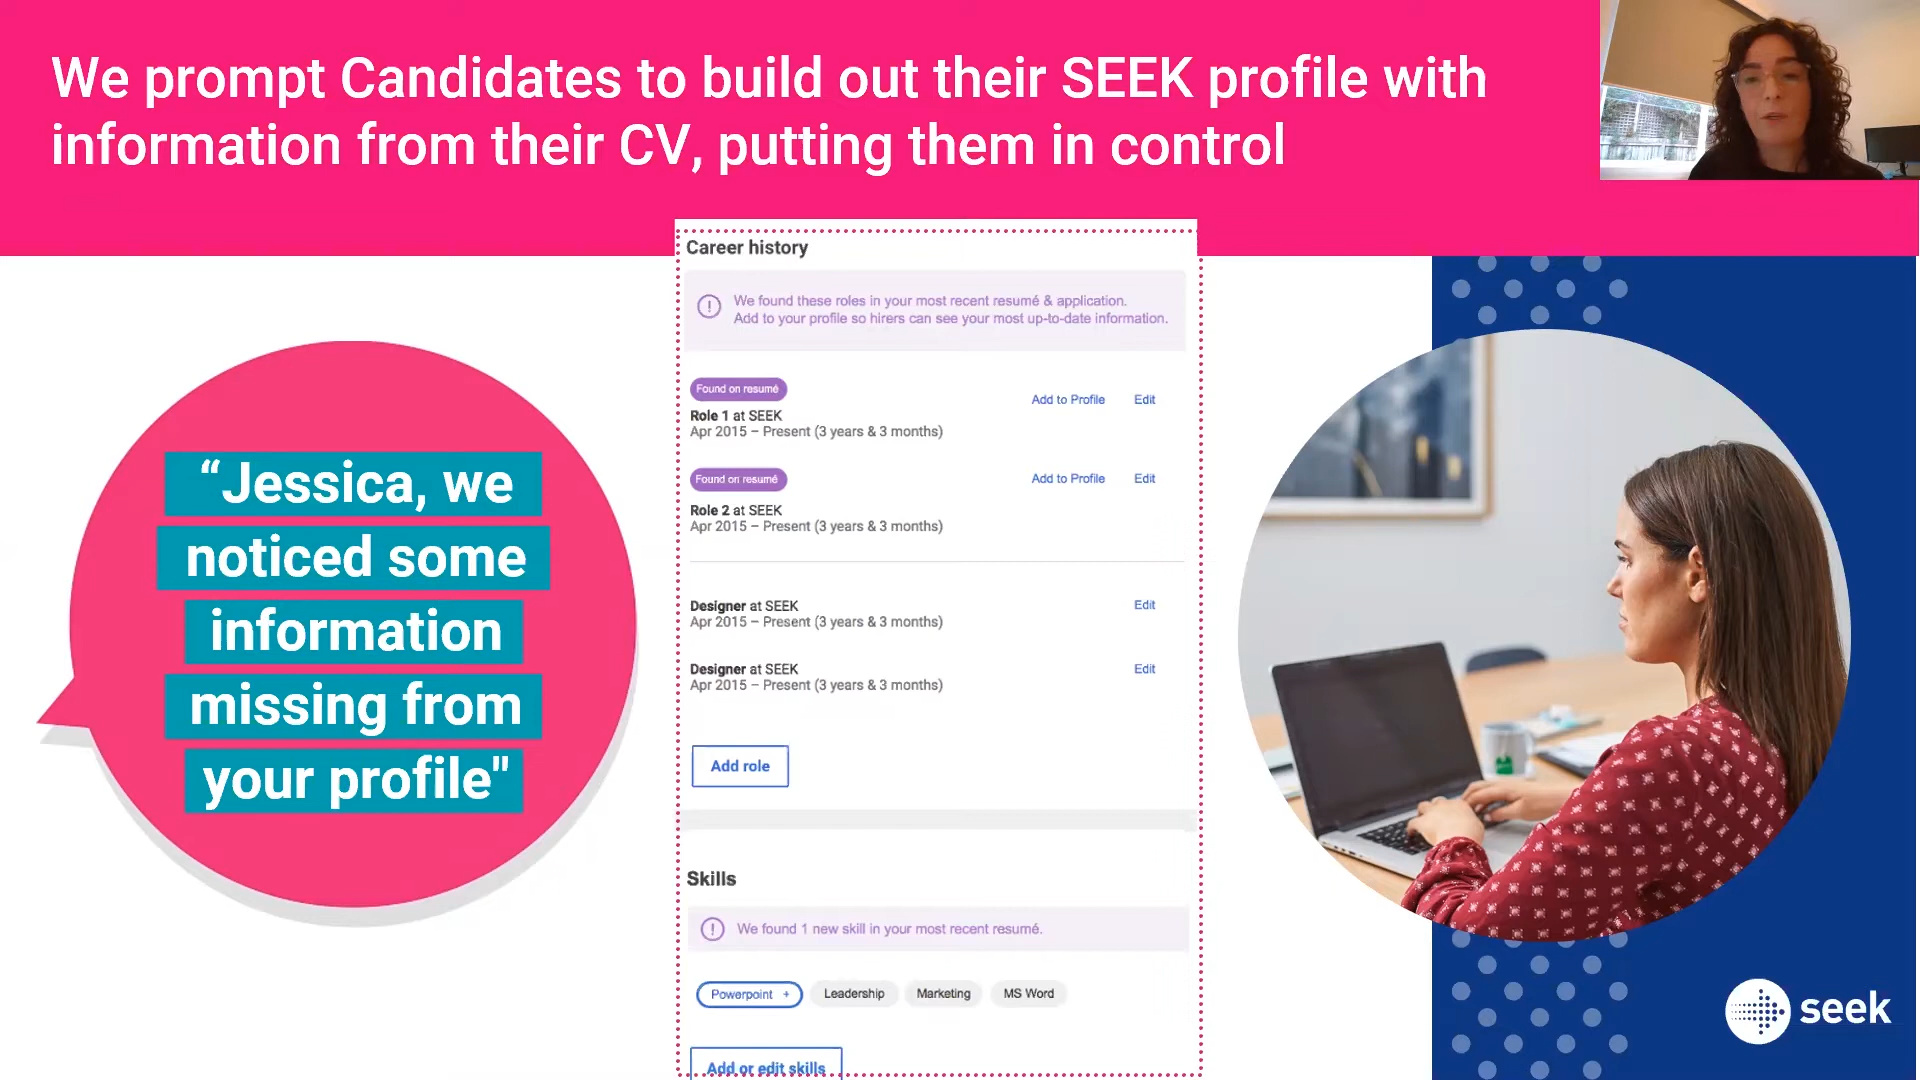 We prompt Candidates to build out their SEEK profile with
information from their CV, putting them in control
“Jessica, we
noticed some
information
missing from
your profile"
Career history
We found these roles in your most recent resumé & application.
Add to your profile so hirers can see your most up-to-date information.
Found on resumé
Add to Profile Edit
Role 1 at SEEK
Apr 2015 – Present (3 years & 3 months)
Found on resumé
Add to Profile Edit
Role 2 at SEEK
Apr 2015 – Present (3 years & 3 months)
Designer at SEEK Edit
Apr 2015 – Present (3 years & 3 months)
Designer at SEEK Edit
Apr 2015 – Present (3 years & 3 months)
Add role
Skills
We found 1 new skill in your most recent resumé.
Powerpoint + Leadership Marketing MS Word
Add or edit skills
seek